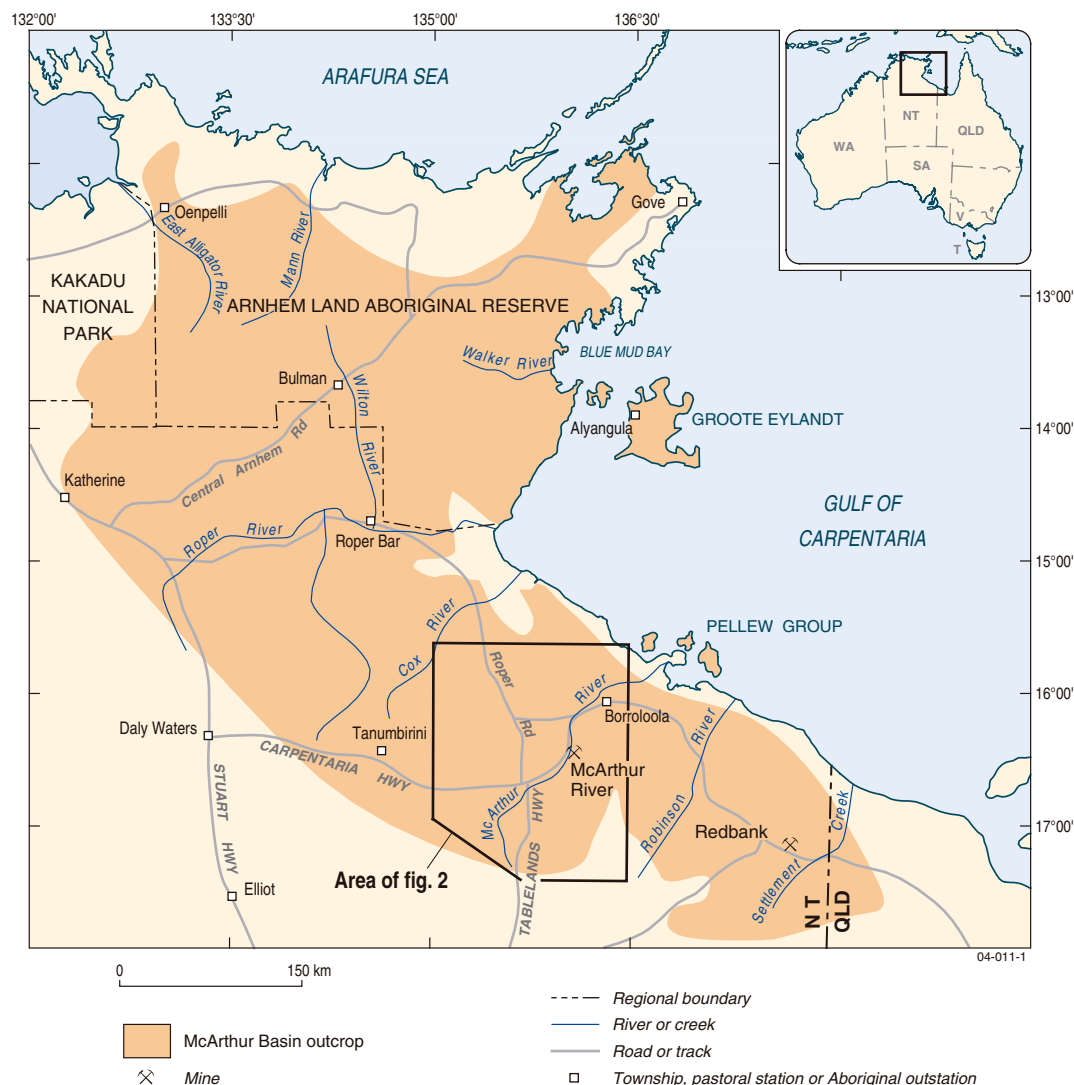 132°00'
133°30'
135°00'
136°30'
ARAFURA SEA
NT
QLD
WA
SA
V
T
Oenpelli
Gove
East Alligator River
Mann River
KAKADU
NATIONAL
PARK
ARNHEM LAND ABORIGINAL RESERVE
13°00'
Walker River
BLUE MUD BAY
Bulman
Wilton River
Alyangula
GROOTE EYLANDT
14°00'
Central Arnhem Rd
Katherine
GULF OF
CARPENTARIA
Roper River
Roper Bar
15°00'
Cox River
PELLEW GROUP
Roper Rd
River
16°00'
Borroloola
Daly Waters
Tanumbirini
CARPENTARIA HWY
McArthur
River
McArthur
Robinson River
Redbank
Creek
17°00'
STUART HWY
TABLELANDS HWY
Area of fig. 2
Settlement
Elliot
NT
QLD
04-011-1
0 150 km
Regional boundary
River or creek
McArthur Basin outcrop
Road or track
Mine
Township, pastoral station or Aboriginal outstation